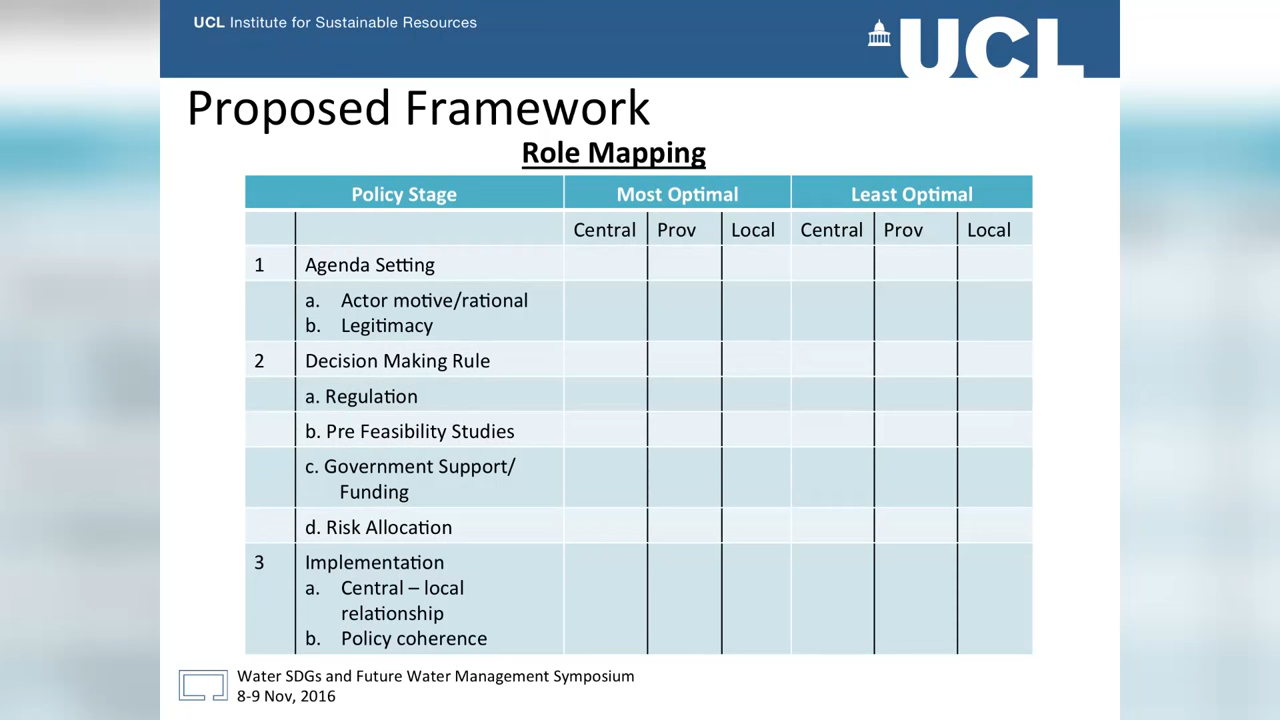 UCL Institute for Sustainable Resources
UCL
Proposed Framework
Role Mapping
Policy Stage Most Optimal Least Optimal
Central Prov Local Central Prov Local
1 Agenda Setting
a. Actor motive/rational
b. Legitimacy
2 Decision Making Rule
a. Regulation
b. Pre Feasibility Studies
c. Government Support/
Funding
d. Risk Allocation
3 Implementation
a. Central – local
relationship
b. Policy coherence
Water SDGs and Future Water Management Symposium
8-9 Nov, 2016